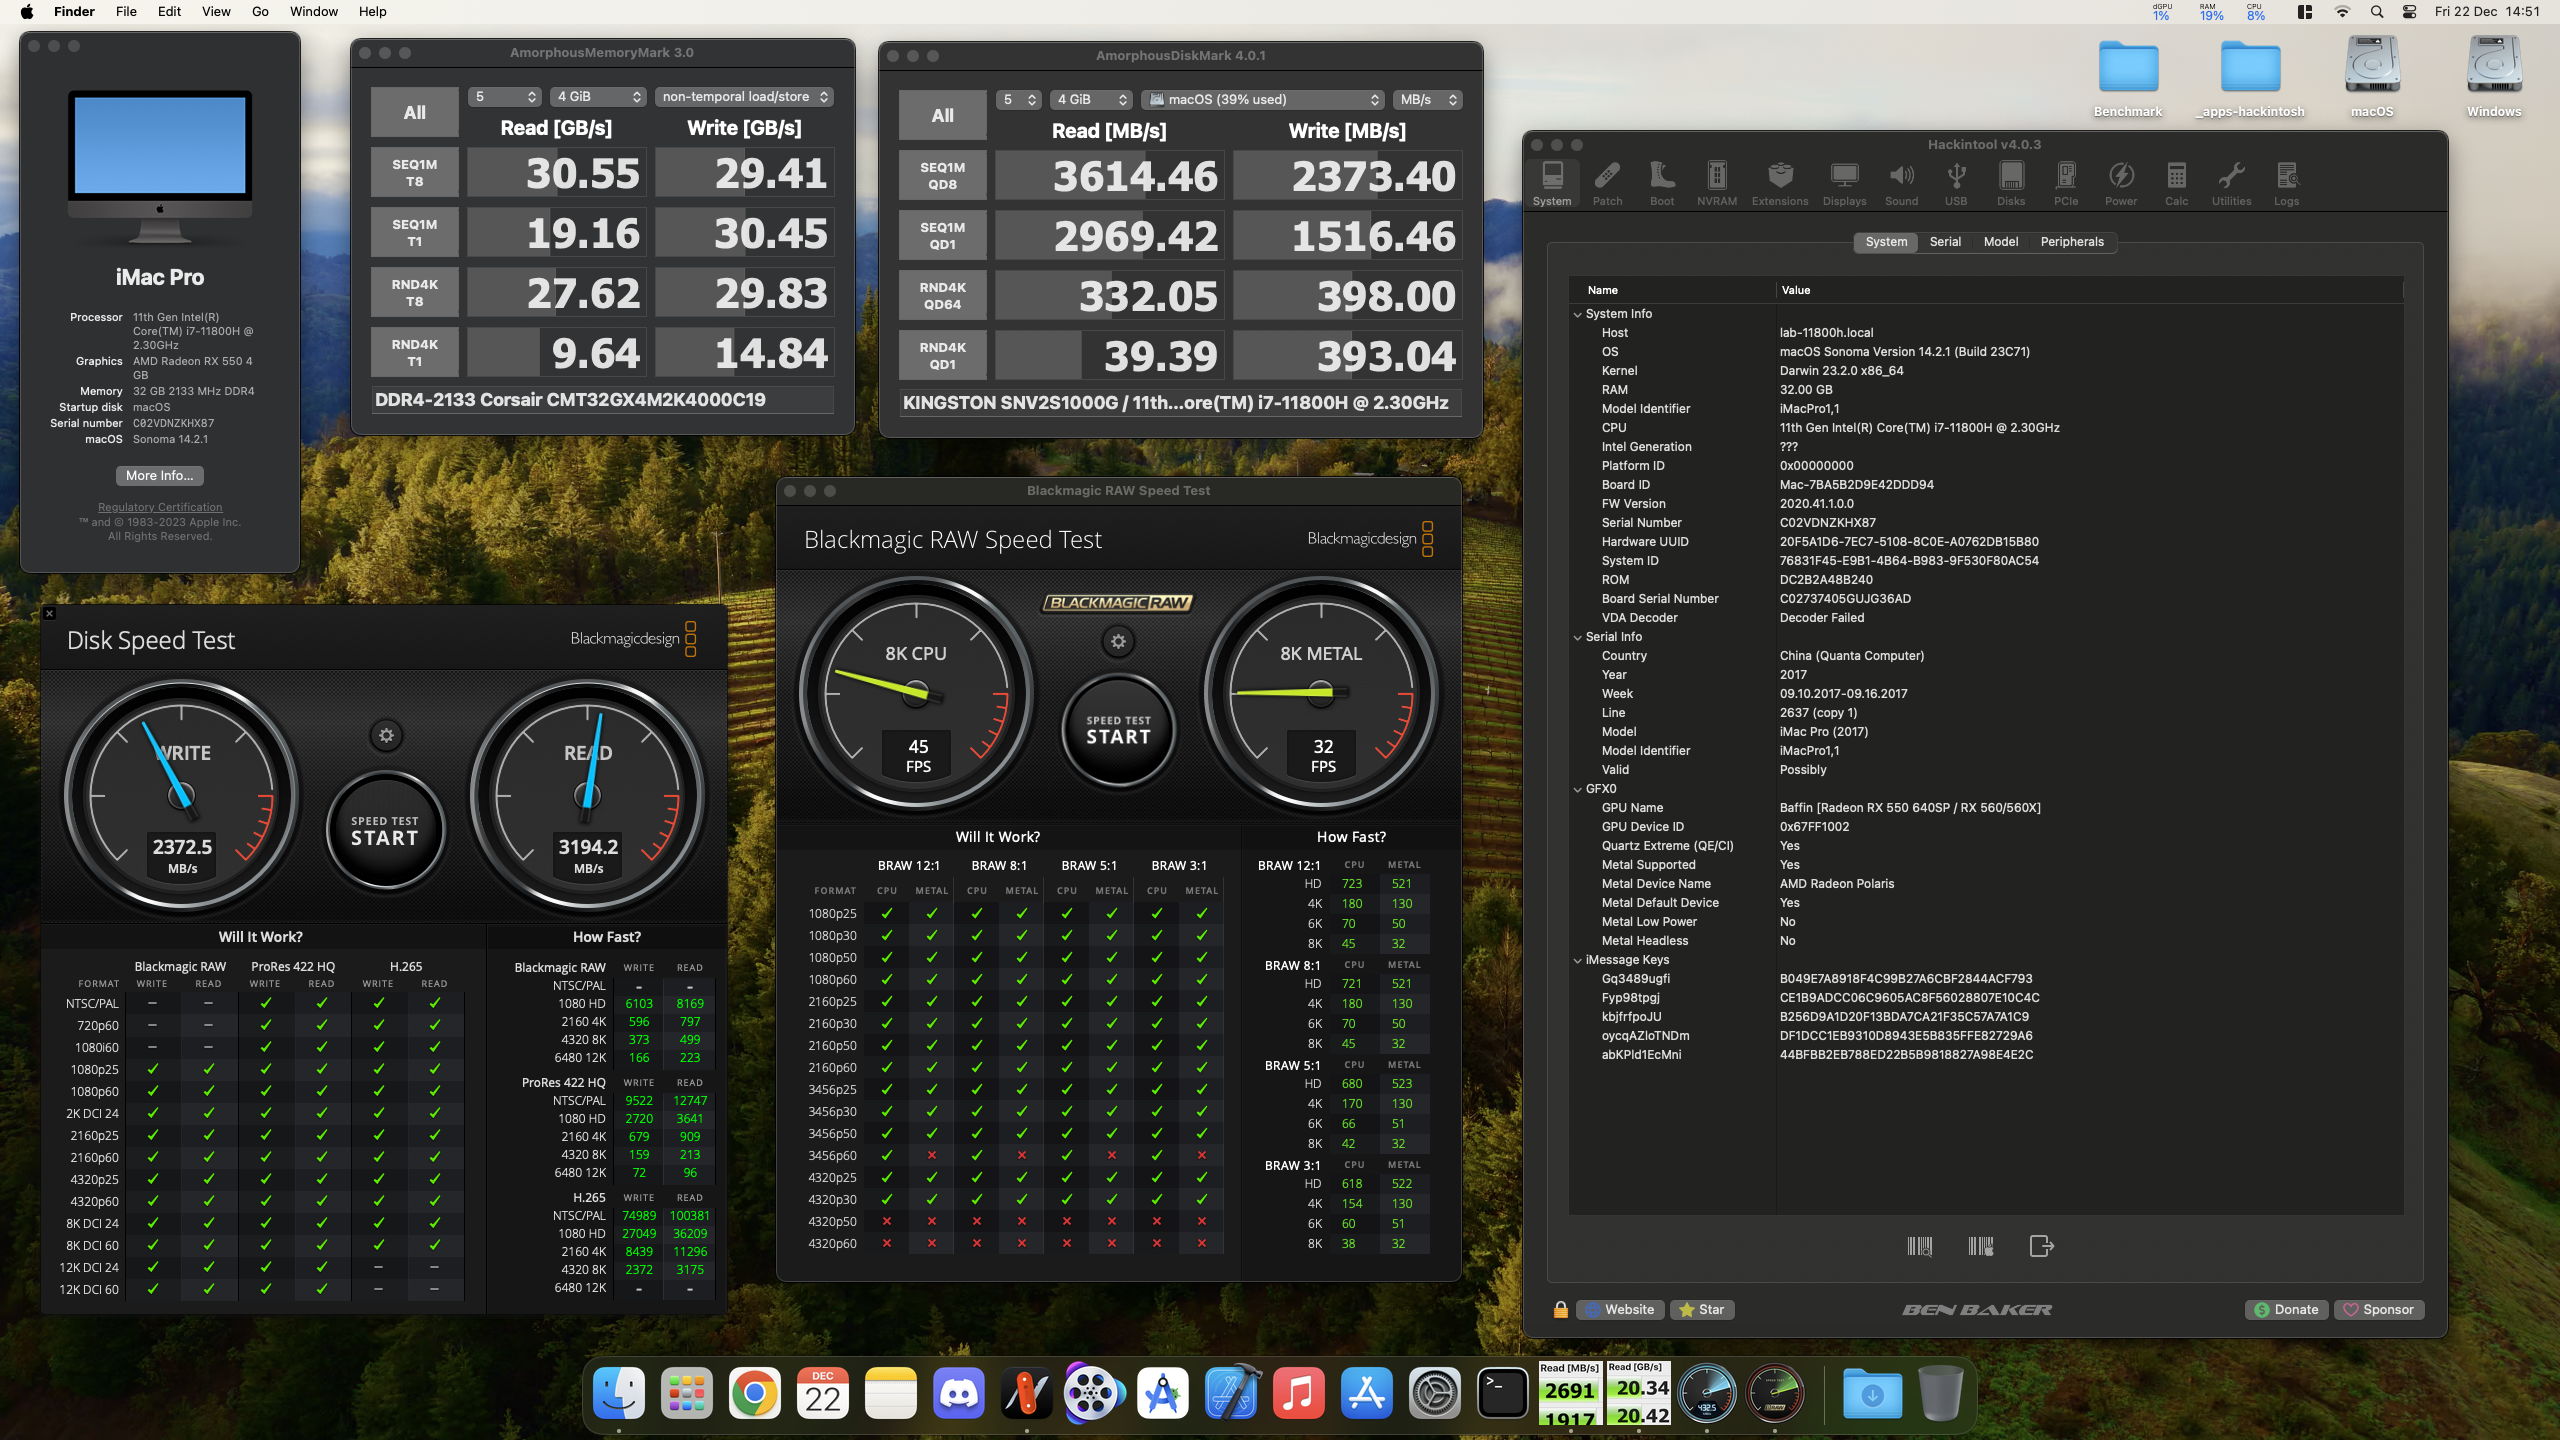 Finder File Edit View Go Window Help
dGPU 1% RAM 19% CPU 8% Fri 22 Dec 14:51
Benchmark _apps-hackintosh macOS Windows
iMac Pro
Processor 11th Gen Intel(R)
Core(TM) i7-11800H @
2.30GHz
Graphics AMD Radeon RX 550 4
GB
Memory 32 GB 2133 MHz DDR4
Startup disk macOS
Serial number C02VDNZKHX87
macOS Sonoma 14.2.1
More Info...
Regulatory Certification
™ and © 1983-2023 Apple Inc.
All Rights Reserved.
AmorphousMemoryMark 3.0
All 5 4 GiB non-temporal load/store
Read [GB/s] Write [GB/s]
SEQ1M T8 30.55 29.41
SEQ1M T1 19.16 30.45
RND4K T8 27.62 29.83
RND4K T1 9.64 14.84
DDR4-2133 Corsair CMT32GX4M2K4000C19
AmorphousDiskMark 4.0.1
All 5 4 GiB macOS (39% used) MB/s
Read [MB/s] Write [MB/s]
SEQ1M QD8 3614.46 2373.40
SEQ1M QD1 2969.42 1516.46
RND4K QD64 332.05 398.00
RND4K QD1 39.39 393.04
KINGSTON SNV2S1000G / 11th...ore(TM) i7-11800H @ 2.30GHz
Disk Speed Test Blackmagicdesign
WRITE READ
SPEED TEST
START
2372.5 MB/s 3194.2 MB/s
Will It Work? How Fast?
Blackmagic RAW ProRes 422 HQ H.265
FORMAT WRITE READ WRITE READ WRITE READ
NTSC/PAL – – ✓ ✓ ✓ ✓
720p60 – – ✓ ✓ ✓ ✓
1080i60 – – ✓ ✓ ✓ ✓
1080p25 ✓ ✓ ✓ ✓ ✓ ✓
1080p60 ✓ ✓ ✓ ✓ ✓ ✓
2K DCI 24 ✓ ✓ ✓ ✓ ✓ ✓
2160p25 ✓ ✓ ✓ ✓ ✓ ✓
2160p60 ✓ ✓ ✓ ✓ ✓ ✓
4320p25 ✓ ✓ ✓ ✓ ✓ ✓
4320p60 ✓ ✓ ✓ ✓ ✓ ✓
8K DCI 24 ✓ ✓ ✓ ✓ ✓ ✓
8K DCI 60 ✓ ✓ ✓ ✓ ✓ ✓
12K DCI 24 ✓ ✓ ✓ ✓ – –
12K DCI 60 ✓ ✓ ✓ ✓ – –
Blackmagic RAW WRITE READ
NTSC/PAL - -
1080 HD 6103 8169
2160 4K 596 797
4320 8K 373 499
6480 12K 166 223
ProRes 422 HQ WRITE READ
NTSC/PAL 9522 12747
1080 HD 2720 3641
2160 4K 679 909
4320 8K 159 213
6480 12K 72 96
H.265 WRITE READ
NTSC/PAL 74989 100381
1080 HD 27049 36209
2160 4K 8439 11296
4320 8K 2372 3175
6480 12K - -
Blackmagic RAW Speed Test
Blackmagic RAW Speed Test Blackmagicdesign
BLACKMAGIC RAW
8K CPU 8K METAL
SPEED TEST
START
45 FPS 32 FPS
Will It Work? How Fast?
BRAW 12:1 BRAW 8:1 BRAW 5:1 BRAW 3:1
FORMAT CPU METAL CPU METAL CPU METAL CPU METAL
1080p25 ✓ ✓ ✓ ✓ ✓ ✓ ✓ ✓
1080p30 ✓ ✓ ✓ ✓ ✓ ✓ ✓ ✓
1080p50 ✓ ✓ ✓ ✓ ✓ ✓ ✓ ✓
1080p60 ✓ ✓ ✓ ✓ ✓ ✓ ✓ ✓
2160p25 ✓ ✓ ✓ ✓ ✓ ✓ ✓ ✓
2160p30 ✓ ✓ ✓ ✓ ✓ ✓ ✓ ✓
2160p50 ✓ ✓ ✓ ✓ ✓ ✓ ✓ ✓
2160p60 ✓ ✓ ✓ ✓ ✓ ✓ ✓ ✓
3456p25 ✓ ✓ ✓ ✓ ✓ ✓ ✓ ✓
3456p30 ✓ ✓ ✓ ✓ ✓ ✓ ✓ ✓
3456p50 ✓ ✓ ✓ ✓ ✓ ✓ ✓ ✓
3456p60 ✓ × ✓ × ✓ × ✓ ×
4320p25 ✓ ✓ ✓ ✓ ✓ ✓ ✓ ✓
4320p30 ✓ ✓ ✓ ✓ ✓ ✓ ✓ ✓
4320p50 × × × × × × × ×
4320p60 × × × × × × × ×
BRAW 12:1 CPU METAL
HD 723 521
4K 180 130
6K 70 50
8K 45 32
BRAW 8:1 CPU METAL
HD 721 521
4K 180 130
6K 70 50
8K 45 32
BRAW 5:1 CPU METAL
HD 680 523
4K 170 130
6K 66 51
8K 42 32
BRAW 3:1 CPU METAL
HD 618 522
4K 154 130
6K 60 51
8K 38 32
Hackintool v4.0.3
System Patch Boot NVRAM Extensions Displays Sound USB Disks PCIe Power Calc Utilities Logs
System Serial Model Peripherals
Name Value
System Info
Host lab-11800h.local
OS macOS Sonoma Version 14.2.1 (Build 23C71)
Kernel Darwin 23.2.0 x86_64
RAM 32.00 GB
Model Identifier iMacPro1,1
CPU 11th Gen Intel(R) Core(TM) i7-11800H @ 2.30GHz
Intel Generation ???
Platform ID 0x00000000
Board ID Mac-7BA5B2D9E42DDD94
FW Version 2020.41.1.0.0
Serial Number C02VDNZKHX87
Hardware UUID 20F5A1D6-7EC7-5108-8C0E-A0762DB15B80
System ID 76831F45-E9B1-4B64-B983-9F530F80AC54
ROM DC2B2A48B240
Board Serial Number C02737405GUJG36AD
VDA Decoder Decoder Failed
Serial Info
Country China (Quanta Computer)
Year 2017
Week 09.10.2017-09.16.2017
Line 2637 (copy 1)
Model iMac Pro (2017)
Model Identifier iMacPro1,1
Valid Possibly
GFX0
GPU Name Baffin [Radeon RX 550 640SP / RX 560/560X]
GPU Device ID 0x67FF1002
Quartz Extreme (QE/CI) Yes
Metal Supported Yes
Metal Device Name AMD Radeon Polaris
Metal Default Device Yes
Metal Low Power No
Metal Headless No
iMessage Keys
Gq3489ugfi B049E7A8918F4C99B27A6CBF2844ACF793
Fyp98tpgj CE1B9ADCC06C9605AC8F56028807E10C4C
kbjfrfpoJU B256D9A1D20F13BDA7CA21F35C57A7A1C9
oycqAZloTNDm DF1DCC1EB9310D8943E5B835FFE82729A6
abKPld1EcMni 44BFBB2EB788ED22B5B9818827A98E4E2C
Website Star BEN BAKER Donate Sponsor
DEC 22
>_
Read [MB/s] 2691 1917
Read [GB/s] 20.34 20.42
432.5